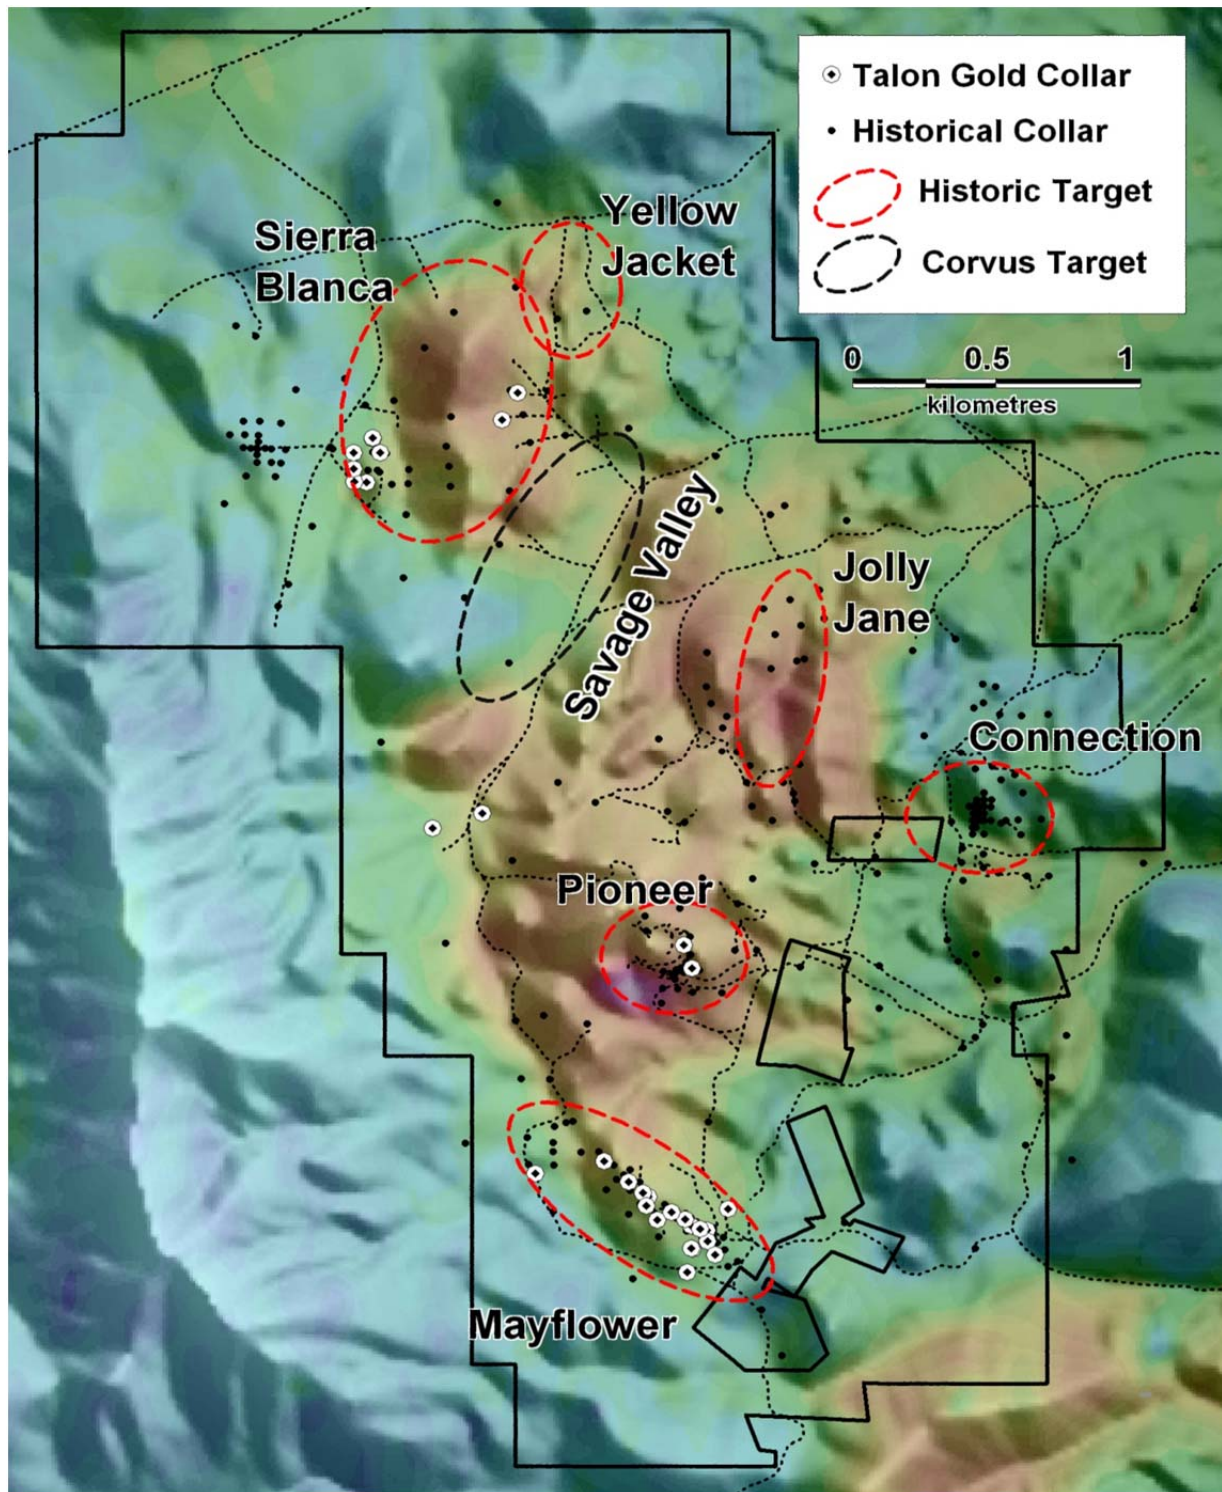 Talon Gold Collar
Historical Collar
Historic Target
Corvus Target
0 0.5 1
kilometres
Yellow
Jacket
Sierra
Blanca
Savage Valley
Jolly
Jane
Connection
Pioneer
Mayflower